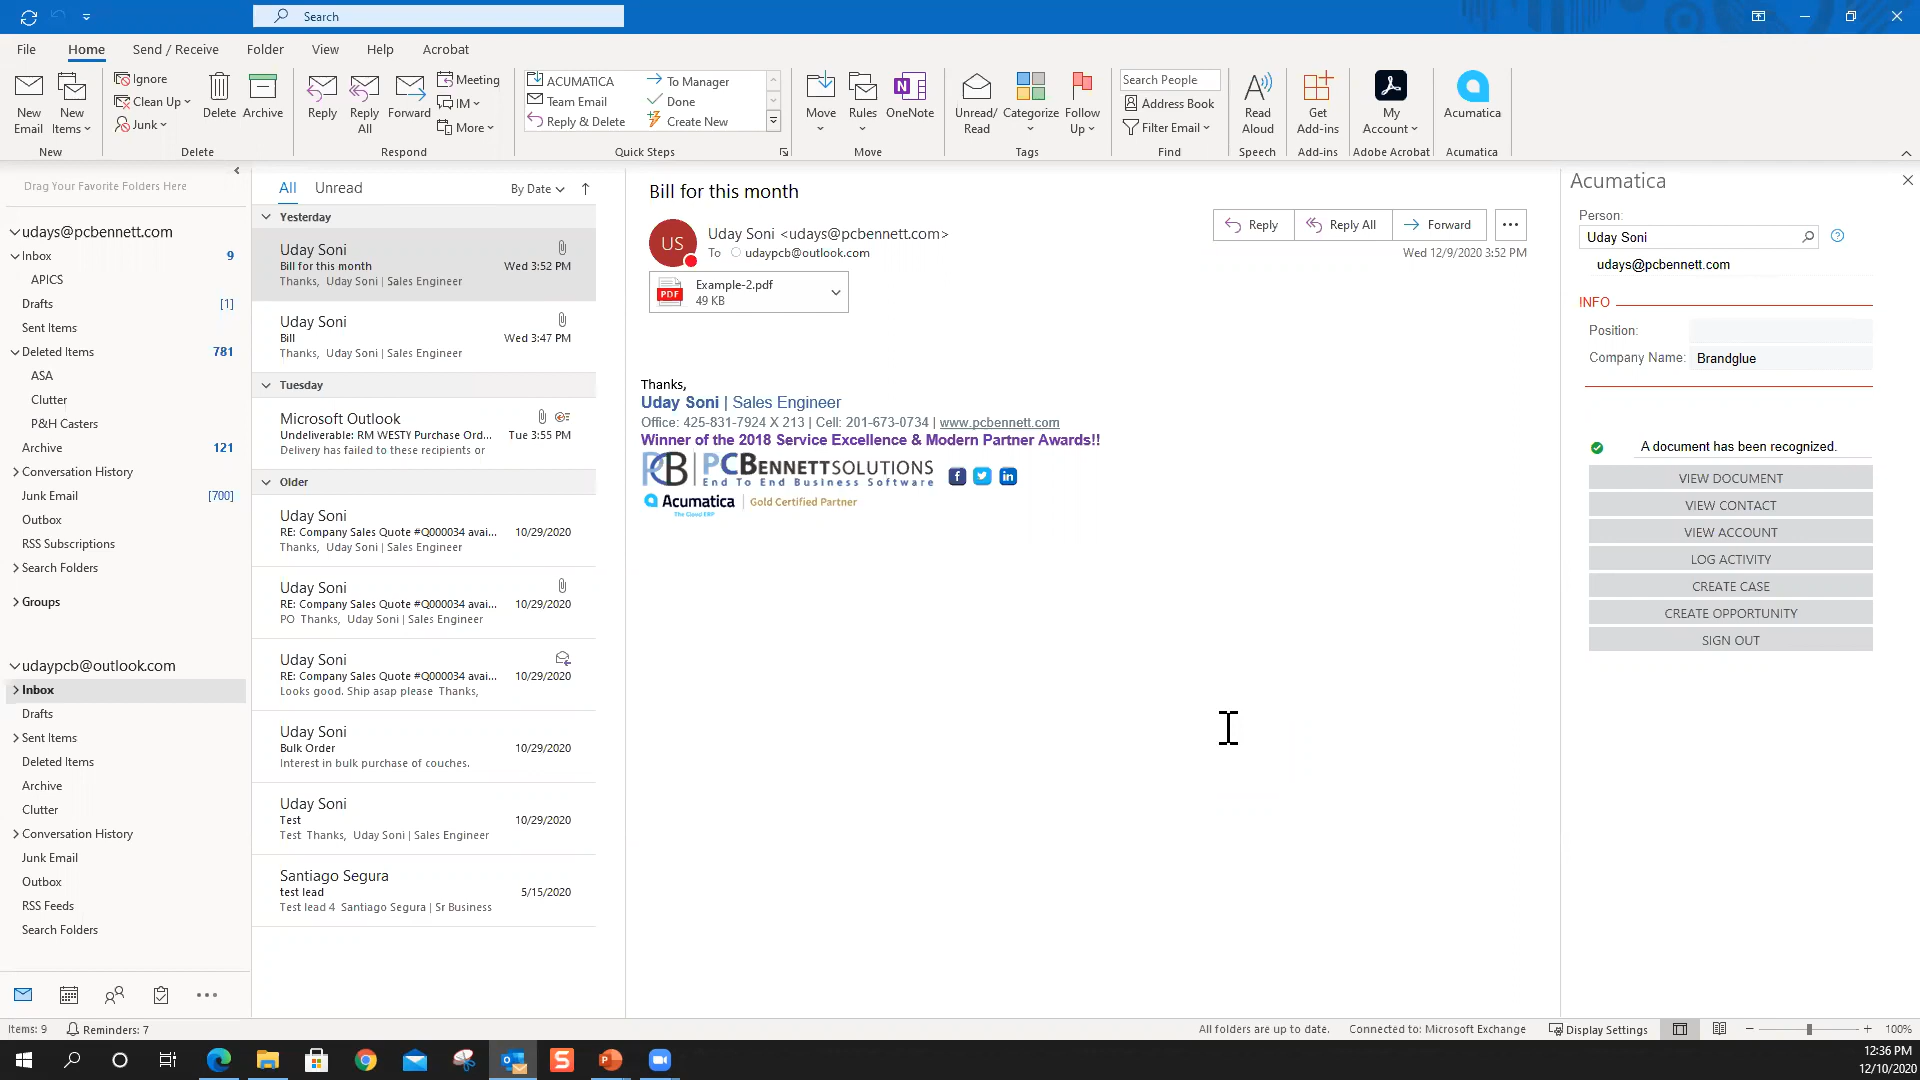 Search
File Home Send / Receive Folder View Help Acrobat
New Email
New Items
New
Ignore
Clean Up
Junk
Delete
Archive
Delete
Reply
Reply All
Forward
Meeting
IM
More
Respond
ACUMATICA
Team Email
Reply & Delete
To Manager
Done
Create New
Quick Steps
Move
Rules
OneNote
Move
Unread/ Read
Categorize
Follow Up
Tags
Search People
Address Book
Filter Email
Find
Read Aloud
Speech
Get Add-ins
Add-ins
My Account
Adobe Acrobat
Acumatica
Acumatica
Drag Your Favorite Folders Here
udays@pcbennett.com
Inbox 9
APICS
Drafts [1]
Sent Items
Deleted Items 781
ASA
Clutter
P&H Casters
Archive 121
Conversation History
Junk Email [700]
Outbox
RSS Subscriptions
Search Folders
Groups
udaypcb@outlook.com
Inbox
Drafts
Sent Items
Deleted Items
Archive
Clutter
Conversation History
Junk Email
Outbox
RSS Feeds
Search Folders
All Unread By Date
Yesterday
Uday Soni
Bill for this month Wed 3:52 PM
Thanks, Uday Soni | Sales Engineer
Uday Soni
Bill Wed 3:47 PM
Thanks, Uday Soni | Sales Engineer
Tuesday
Microsoft Outlook
Undeliverable: RM WESTY Purchase Ord... Tue 3:55 PM
Delivery has failed to these recipients or
Older
Uday Soni
RE: Company Sales Quote #Q000034 avai... 10/29/2020
Thanks, Uday Soni | Sales Engineer
Uday Soni
RE: Company Sales Quote #Q000034 avai... 10/29/2020
PO Thanks, Uday Soni | Sales Engineer
Uday Soni
RE: Company Sales Quote #Q000034 avai... 10/29/2020
Looks good. Ship asap please Thanks,
Uday Soni
Bulk Order 10/29/2020
Interest in bulk purchase of couches.
Uday Soni
Test 10/29/2020
Test Thanks, Uday Soni | Sales Engineer
Santiago Segura
test lead 5/15/2020
Test lead 4 Santiago Segura | Sr Business
Bill for this month
US
Uday Soni <udays@pcbennett.com>
To udaypcb@outlook.com
Reply Reply All Forward ...
Wed 12/9/2020 3:52 PM
PDF
Example-2.pdf
49 KB
Thanks,
Uday Soni | Sales Engineer
Office: 425-831-7924 X 213 | Cell: 201-673-0734 | www.pcbennett.com
Winner of the 2018 Service Excellence & Modern Partner Awards!!
PCB PCBENNETTSOLUTIONS
End To End Business Software
Acumatica Gold Certified Partner
The Cloud ERP
Acumatica
Person:
Uday Soni
udays@pcbennett.com
INFO
Position:
Company Name: Brandglue
A document has been recognized.
VIEW DOCUMENT
VIEW CONTACT
VIEW ACCOUNT
LOG ACTIVITY
CREATE CASE
CREATE OPPORTUNITY
SIGN OUT
Items: 9 Reminders: 7 All folders are up to date. Connected to: Microsoft Exchange Display Settings 100%
12:36 PM
12/10/2020